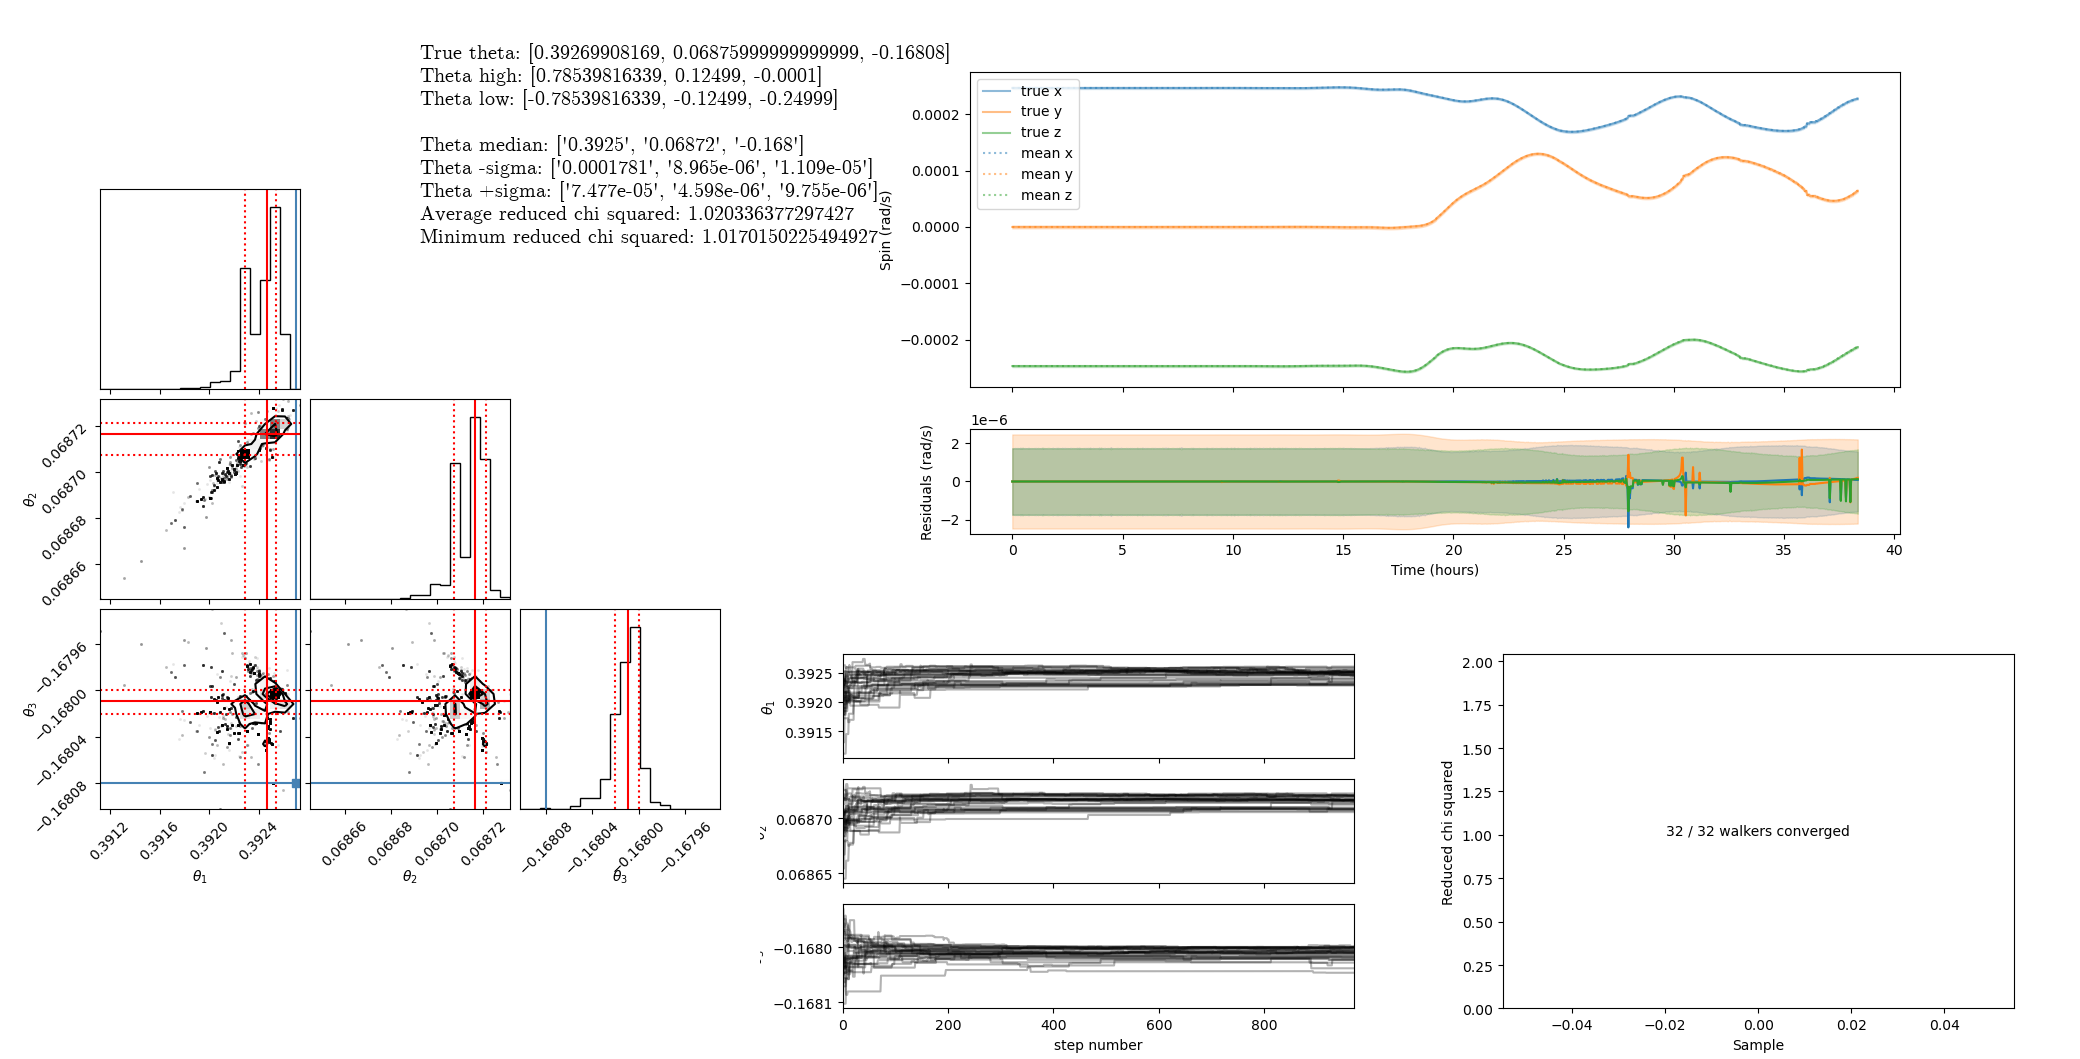 True theta: [0.39269908169, 0.06875999999999999, -0.16808]
Theta high: [0.78539816339, 0.12499, -0.0001]
Theta low: [-0.78539816339, -0.12499, -0.24999]
Theta median: ['0.3925', '0.06872', '-0.168']
Theta -sigma: ['0.0001781', '8.965e-06', '1.109e-05']
Theta +sigma: ['7.477e-05', '4.598e-06', '9.755e-06']
Average reduced chi squared: 1.020336377297427
Minimum reduced chi squared: 1.0170150225494927
true x
true y
true z
mean x
mean y
mean z
Spin (rad/s)
0.0002
0.0001
0.0000
−0.0001
−0.0002
1e−6
Residuals (rad/s)
2
0
−2
0 5 10 15 20 25 30 35 40
Time (hours)
θ2
0.06872
0.06870
0.06868
0.06866
θ3
−0.16796
−0.16800
−0.16804
−0.16808
0.3912 0.3916 0.3920 0.3924
θ1
0.06866 0.06868 0.06870 0.06872
θ2
−0.16808 −0.16804 −0.16800 −0.16796
θ3
θ1
0.3925
0.3920
0.3915
0.06870
0.06865
−0.1680
−0.1681
0 200 400 600 800
step number
Reduced chi squared
2.00
1.75
1.50
1.25
1.00
0.75
0.50
0.25
0.00
32 / 32 walkers converged
−0.04 −0.02 0.00 0.02 0.04
Sample